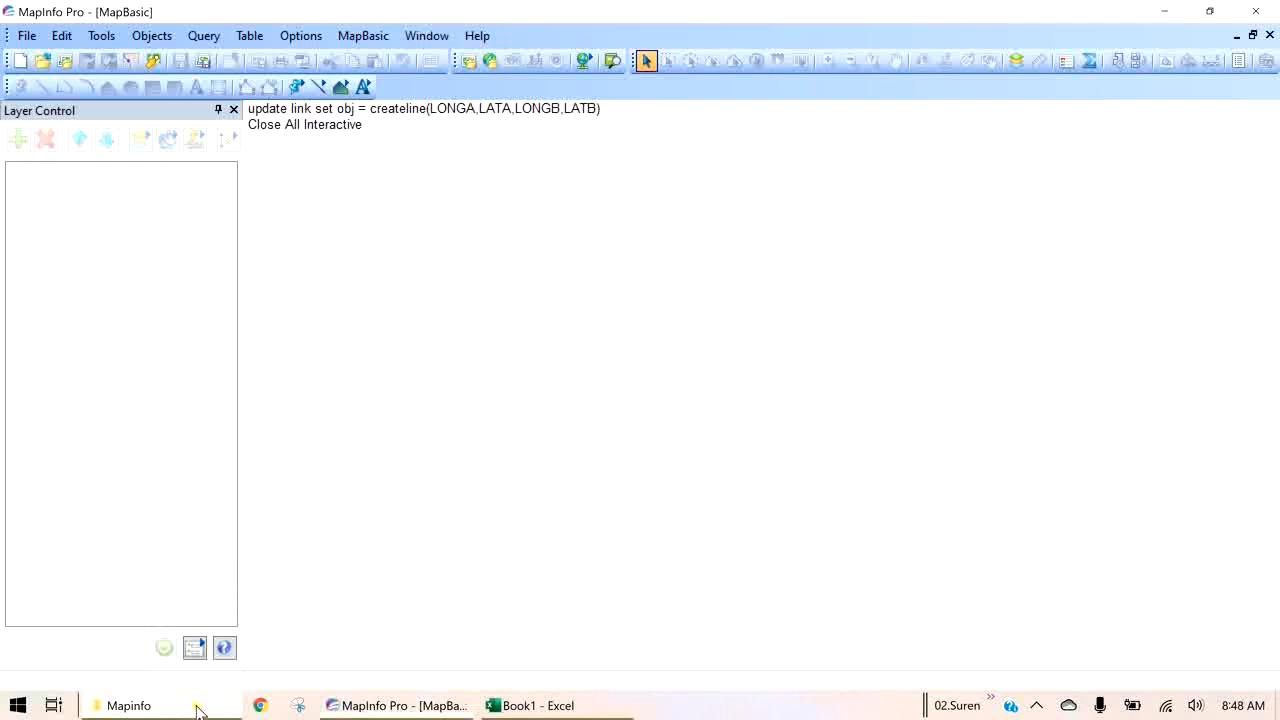 MapInfo Pro - [MapBasic]
File Edit Tools Objects Query Table Options MapBasic Window Help
Layer Control
update link set obj = createline(LONGA,LATA,LONGB,LATB)
Close All Interactive
Mapinfo
MapInfo Pro - [MapBa...
Book1 - Excel
02.Suren
8:48 AM